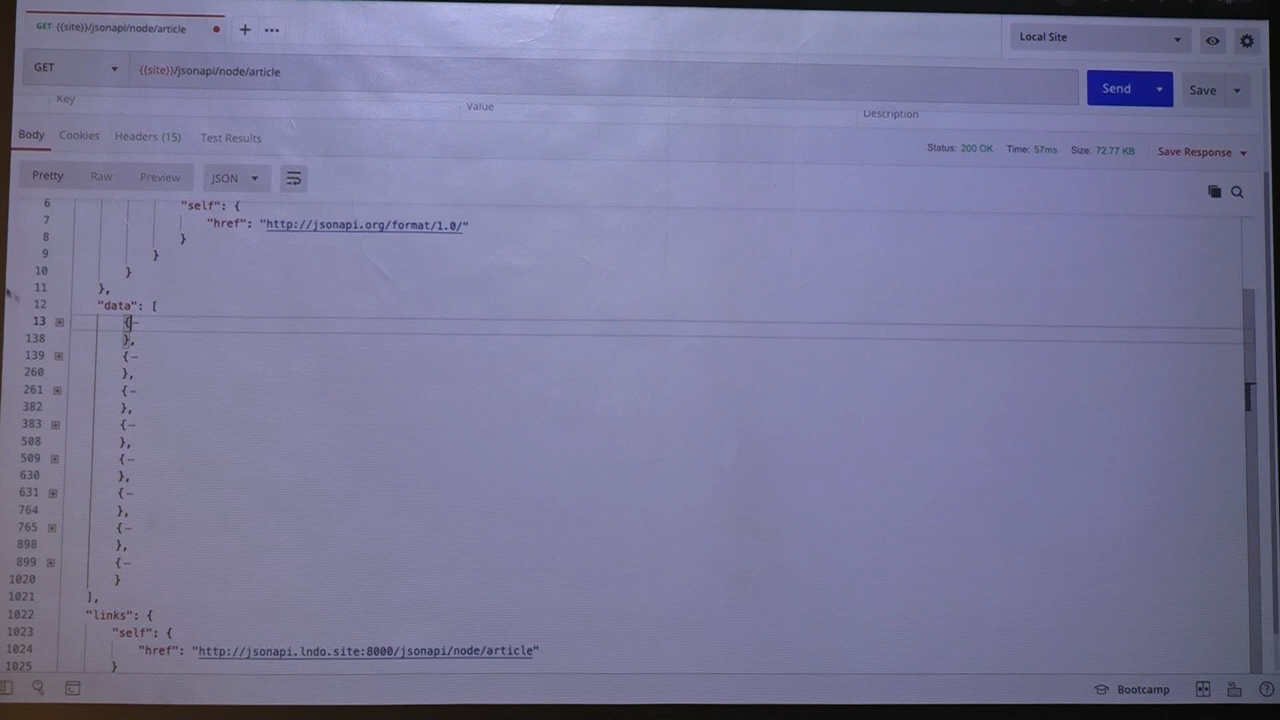 GET {{site}}/jsonapi/node/article
Local Site
GET {{site}}/jsonapi/node/article Send Save
Key Value Description
Body Cookies Headers (15) Test Results Status: 200 OK Time: 57ms Size: 72.77 KB Save Response
Pretty Raw Preview JSON
6 "self": {
7 "href": "http://jsonapi.org/format/1.0/"
8 }
9 }
10 }
11 },
12 "data": [
13 {
138 },
139 {
260 },
261 {
382 },
383 {
508 },
509 {
630 },
631 {
764 },
765 {
898 },
899 {
1020 }
1021 ],
1022 "links": {
1023 "self": {
1024 "href": "http://jsonapi.lndo.site:8000/jsonapi/node/article"
1025 }
Bootcamp